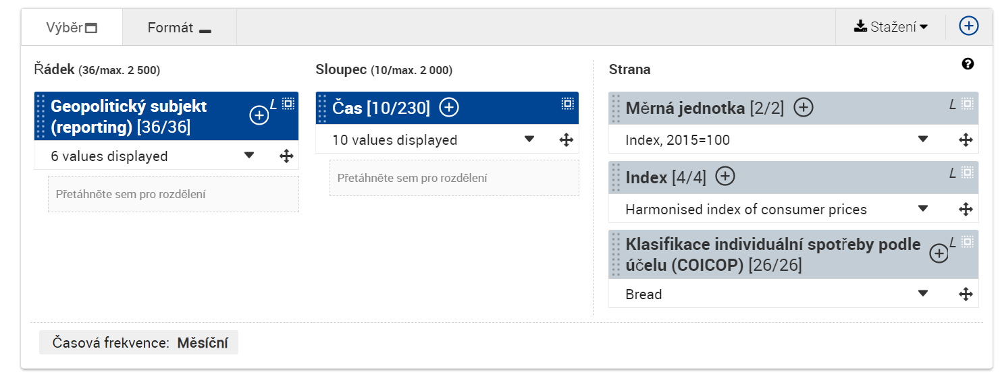 Výběr
Formát
Stažení
Řádek (36/max. 2 500)
Geopolitický subjekt
(reporting) [36/36]
L
6 values displayed
Přetáhněte sem pro rozdělení
Sloupec (10/max. 2 000)
Čas [10/230]
10 values displayed
Přetáhněte sem pro rozdělení
Strana
Měrná jednotka [2/2]
L
Index, 2015=100
Index [4/4]
L
Harmonised index of consumer prices
Klasifikace individuální spotřeby podle
účelu (COICOP) [26/26]
L
Bread
Časová frekvence: Měsíční